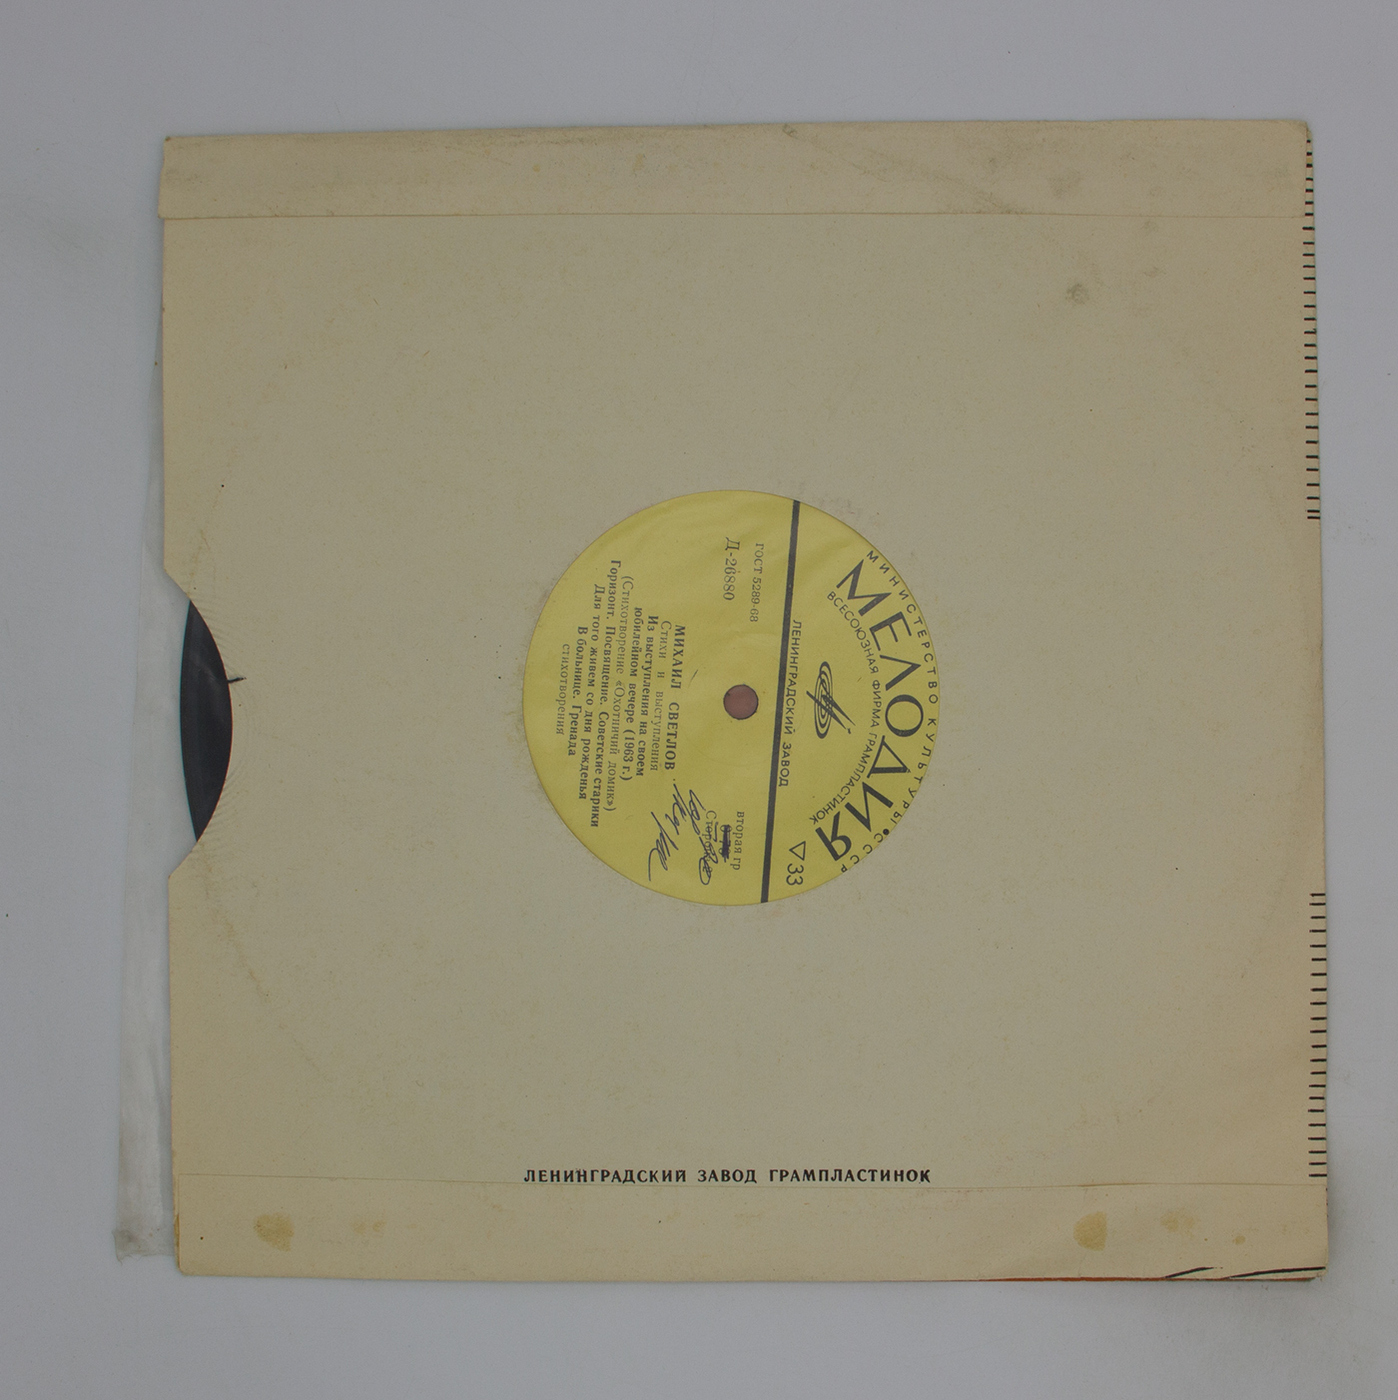 МИНИСТЕРСТВО КУЛЬТУРЫ СССР
МЕЛОДИЯ
ВСЕСОЮЗНАЯ ФИРМА ГРАМПЛАСТИНОК
▽33
ЛЕНИНГРАДСКИЙ ЗАВОД
ГОСТ 5289-68
Д-26880
вторая гр
МИХАИЛ СВЕТЛОВ
Стихи и выступления
Из выступления на своем
юбилейном вечере (1963 г.)
(Стихотворение «Охотничий домик»)
Горизонт. Посвящение. Советские старики
Для того живем со дня рожденья
В больнице. Гренада
стихотворения
ЛЕНИНГРАДСКИЙ ЗАВОД ГРАМПЛАСТИНОК